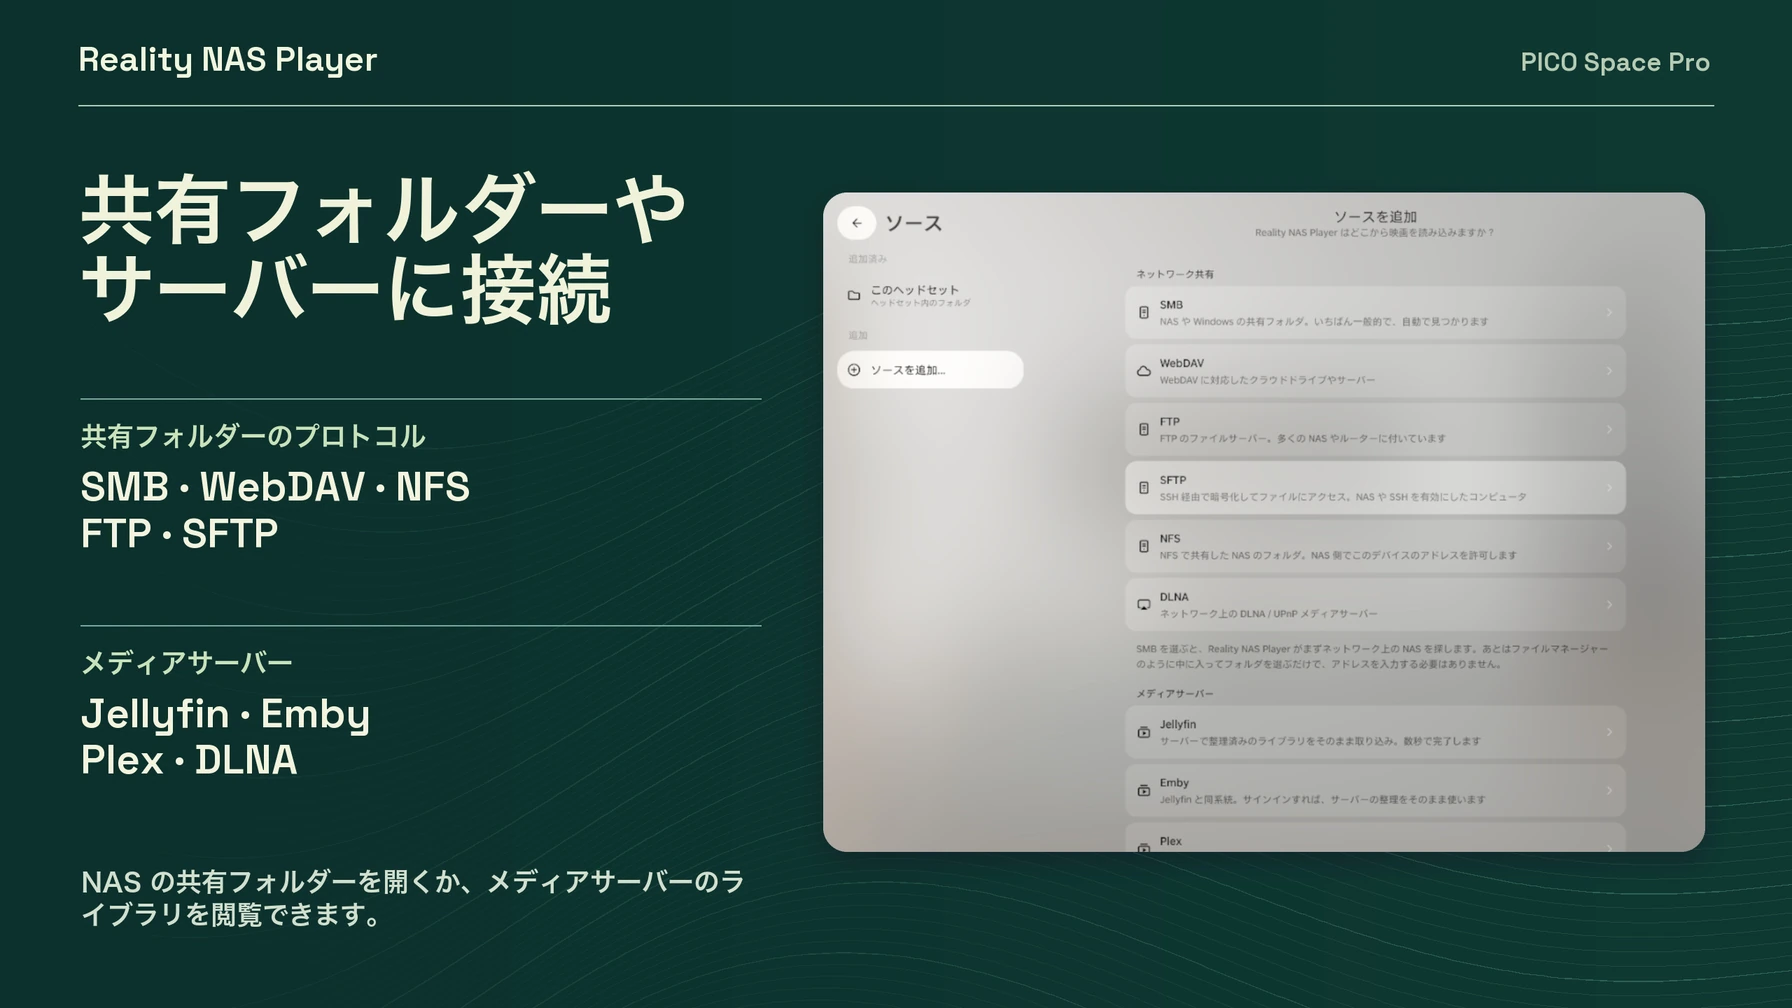 Reality NAS Player
PICO Space Pro
共有フォルダーや
サーバーに接続
共有フォルダーのプロトコル
SMB · WebDAV · NFS
FTP · SFTP
メディアサーバー
Jellyfin · Emby
Plex · DLNA
NAS の共有フォルダーを開くか、メディアサーバーのラ
イブラリを閲覧できます。
ソース
追加済み
このヘッドセット
ヘッドセット内のフォルダ
追加
ソースを追加...
ソースを追加
Reality NAS Player はどこから映画を読み込みますか？
ネットワーク共有
SMB
NAS や Windows の共有フォルダ。いちばん一般的で、自動で見つかります
WebDAV
WebDAV に対応したクラウドドライブやサーバー
FTP
FTP のファイルサーバー。多くの NAS やルーターに付いています
SFTP
SSH 経由で暗号化してファイルにアクセス。NAS や SSH を有効にしたコンピュータ
NFS
NFS で共有した NAS のフォルダ。NAS 側でこのデバイスのアドレスを許可します
DLNA
ネットワーク上の DLNA / UPnP メディアサーバー
SMB を選ぶと、Reality NAS Player がまずネットワーク上の NAS を探します。あとはファイルマネージャー
のように中に入ってフォルダを選ぶだけで、アドレスを入力する必要はありません。
メディアサーバー
Jellyfin
サーバーで整理済みのライブラリをそのまま取り込み。数秒で完了します
Emby
Jellyfin と同系統。サインインすれば、サーバーの整理をそのまま使います
Plex